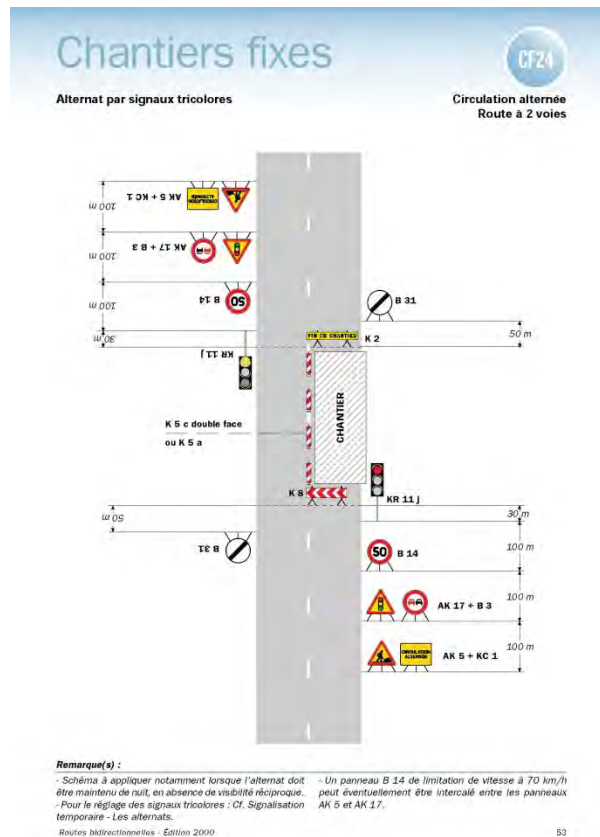 Chantiers fixes
CF24
Alternat par signaux tricolores
Circulation alternée
Route à 2 voies
100 m
CIRCULATION
ALTERNÉE
AK 5 + KC 1
100 m
AK 17 + B 3
100 m
50
B 14
30 m
KR 11 j
B 31
FIN DE CHANTIER
K 2
50 m
K 5 c double face
ou K 5 a
CHANTIER
K 8
KR 11 j
30 m
50 m
B 31
50
B 14
100 m
AK 17 + B 3
100 m
CIRCULATION
ALTERNÉE
AK 5 + KC 1
100 m
Remarque(s) :
- Schéma à appliquer notamment lorsque l'alternat doit
être maintenu de nuit, en absence de visibilité réciproque.
- Pour le réglage des signaux tricolores : Cf. Signalisation
temporaire - Les alternats.
- Un panneau B 14 de limitation de vitesse à 70 km/h
peut éventuellement être intercalé entre les panneaux
AK 5 et AK 17.
Routes bidirectionnelles - Édition 2000
53